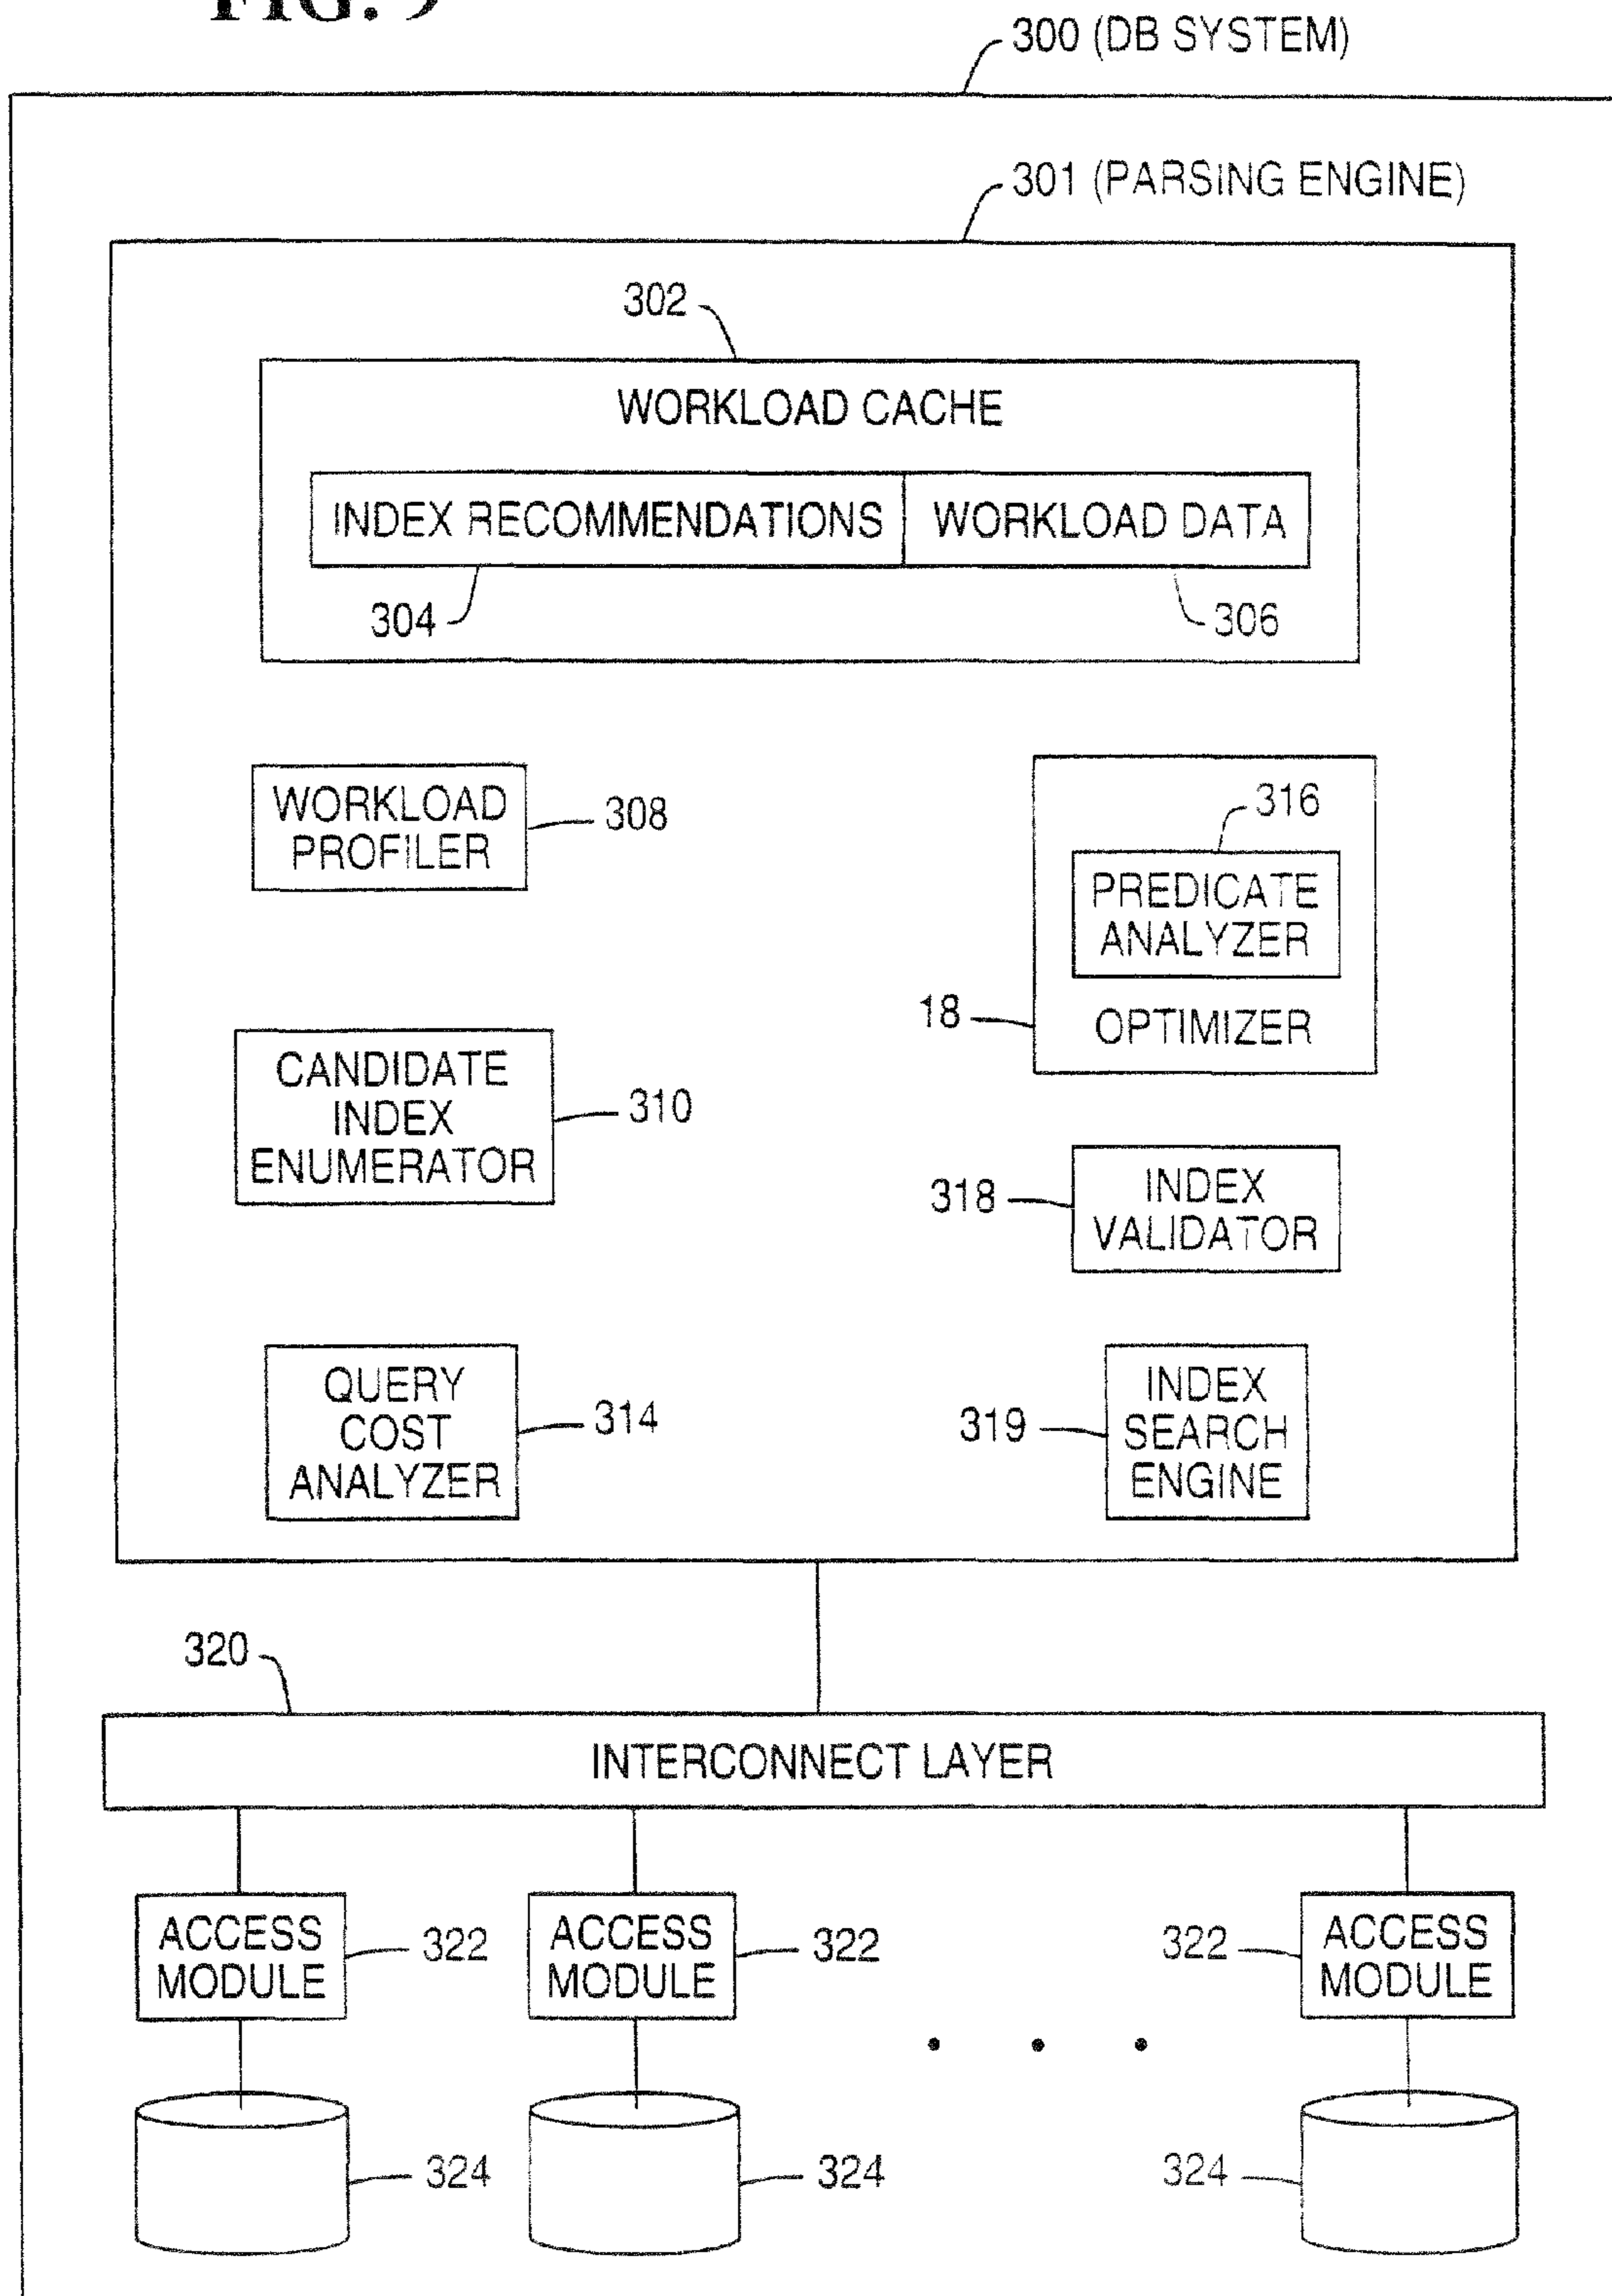 FIG. 9
300 (DB SYSTEM)
301 (PARSING ENGINE)
302
WORKLOAD CACHE
INDEX RECOMMENDATIONS
WORKLOAD DATA
304
306
WORKLOAD
PROFILER
308
316
PREDICATE
ANALYZER
18
OPTIMIZER
CANDIDATE
INDEX
ENUMERATOR
310
318
INDEX
VALIDATOR
QUERY
COST
ANALYZER
314
319
INDEX
SEARCH
ENGINE
320
INTERCONNECT LAYER
ACCESS
MODULE
322
ACCESS
MODULE
322
322
ACCESS
MODULE
324
324
324